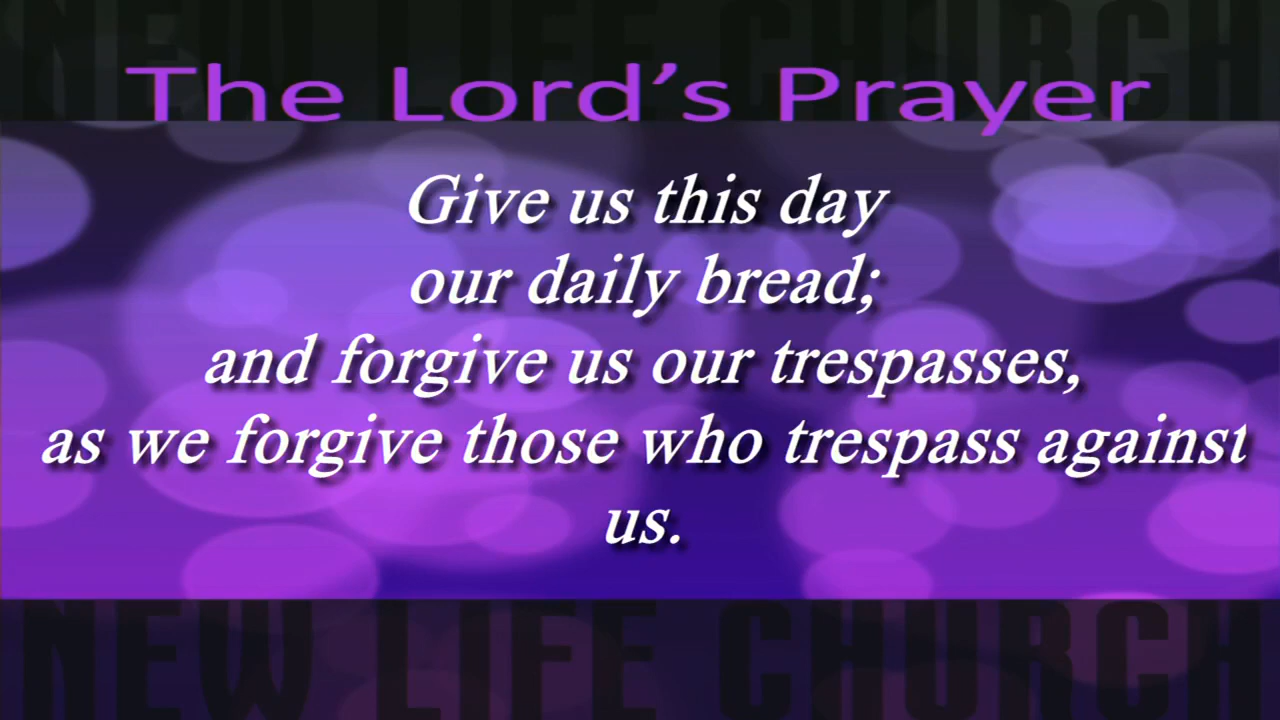 NEW LIFE CHURCH
The Lord’s Prayer
Give us this day
our daily bread;
and forgive us our trespasses,
as we forgive those who trespass against
us.
NEW LIFE CHURCH